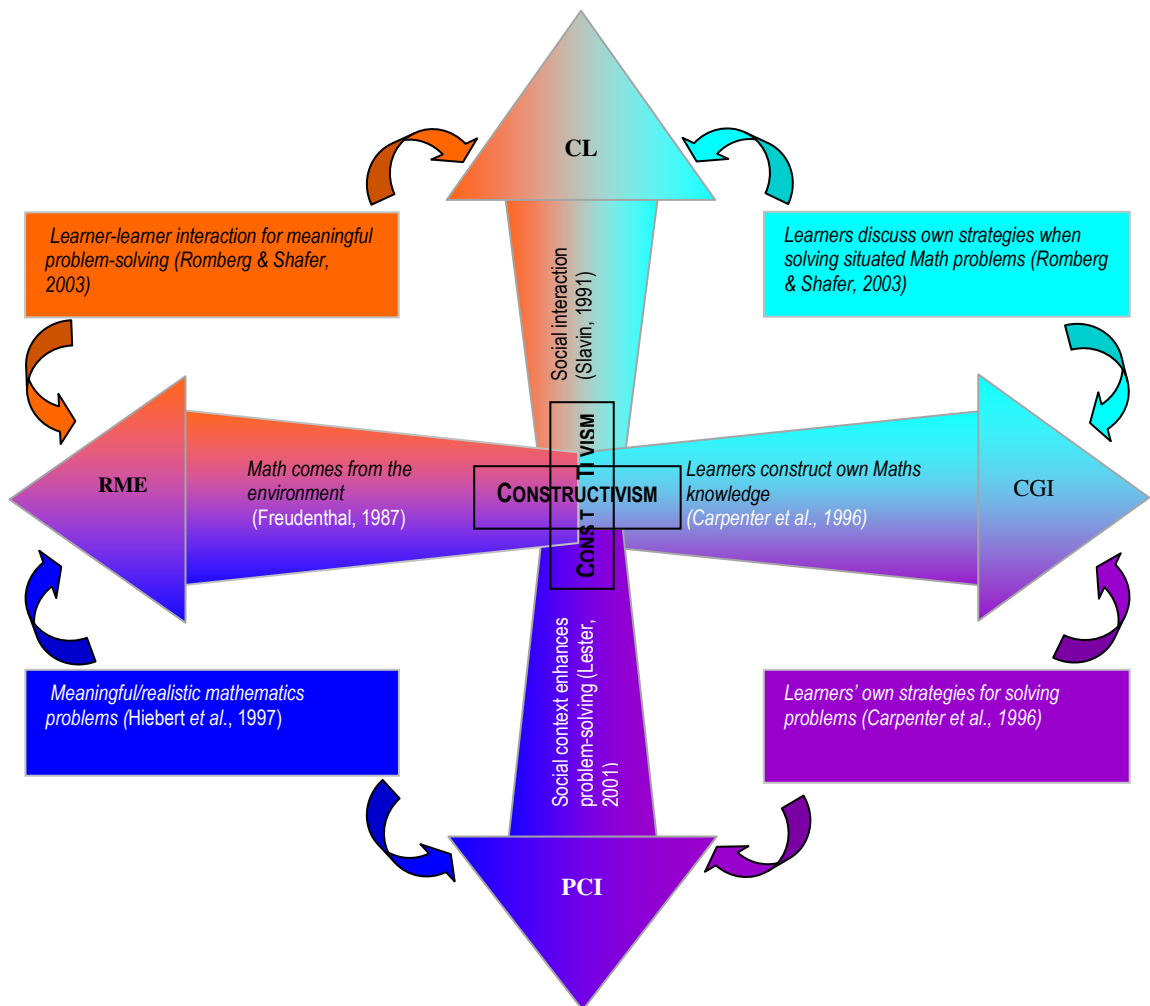 CL
Learner-learner interaction for meaningful
problem-solving (Romberg & Shafer,
2003)
Learners discuss own strategies when
solving situated Math problems (Romberg
& Shafer, 2003)
Social interaction
(Slavin, 1991)
RME
Math comes from the
environment
(Freudenthal, 1987)
CONSTRUCTIVISM
CONSTRUCTIVISM
Learners construct own Maths
knowledge
(Carpenter et al., 1996)
CGI
Social context enhances
problem-solving (Lester,
2001)
Meaningful/realistic mathematics
problems (Hiebert et al., 1997)
Learners’ own strategies for solving
problems (Carpenter et al., 1996)
PCI